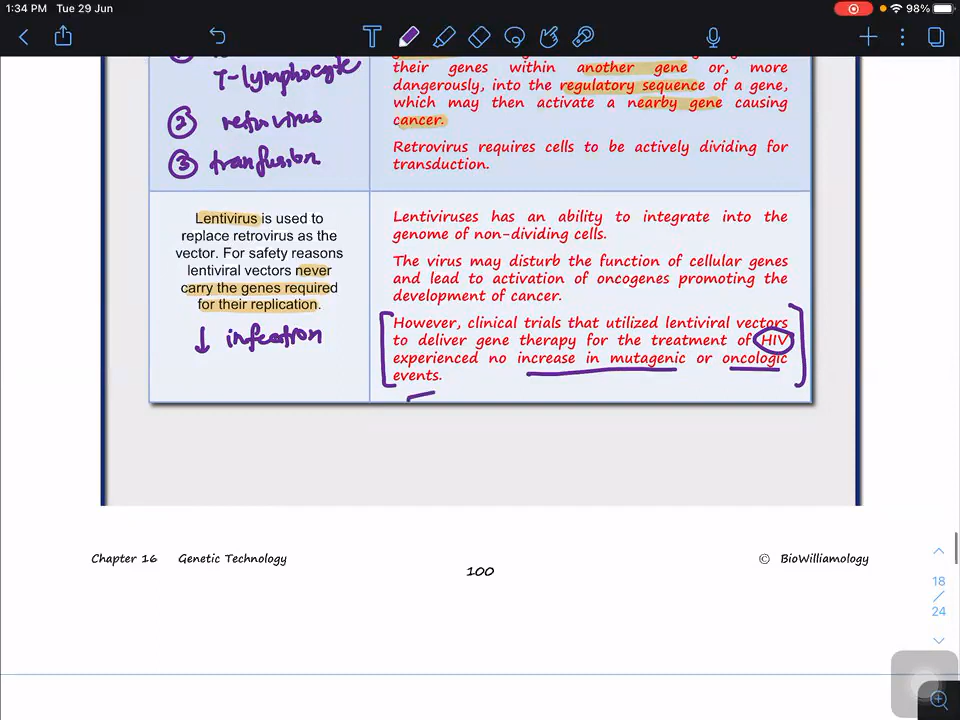 1:34 PM Tue 29 Jun
98%
T
T-lymphocyte
② retrovirus
③ transfusion
their genes within another gene or, more
dangerously, into the regulatory sequence of a gene,
which may then activate a nearby gene causing
cancer.
Retrovirus requires cells to be actively dividing for
transduction.
Lentivirus is used to
replace retrovirus as the
vector. For safety reasons
lentiviral vectors never
carry the genes required
for their replication.
↓ infection
Lentiviruses has an ability to integrate into the
genome of non-dividing cells.
The virus may disturb the function of cellular genes
and lead to activation of oncogenes promoting the
development of cancer.
However, clinical trials that utilized lentiviral vectors
to deliver gene therapy for the treatment of HIV
experienced no increase in mutagenic or oncologic
events.
Chapter 16 Genetic Technology
100
© BioWilliamology
18
/
24